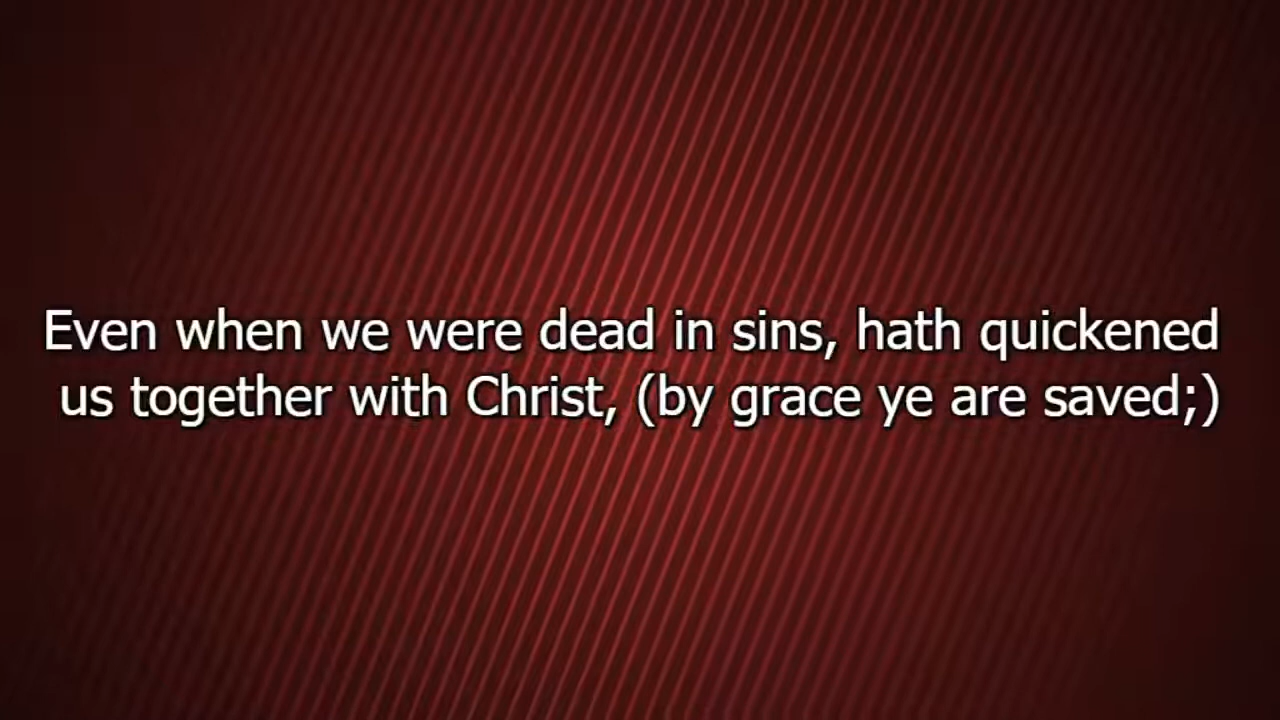 Even when we were dead in sins, hath quickened
us together with Christ, (by grace ye are saved;)